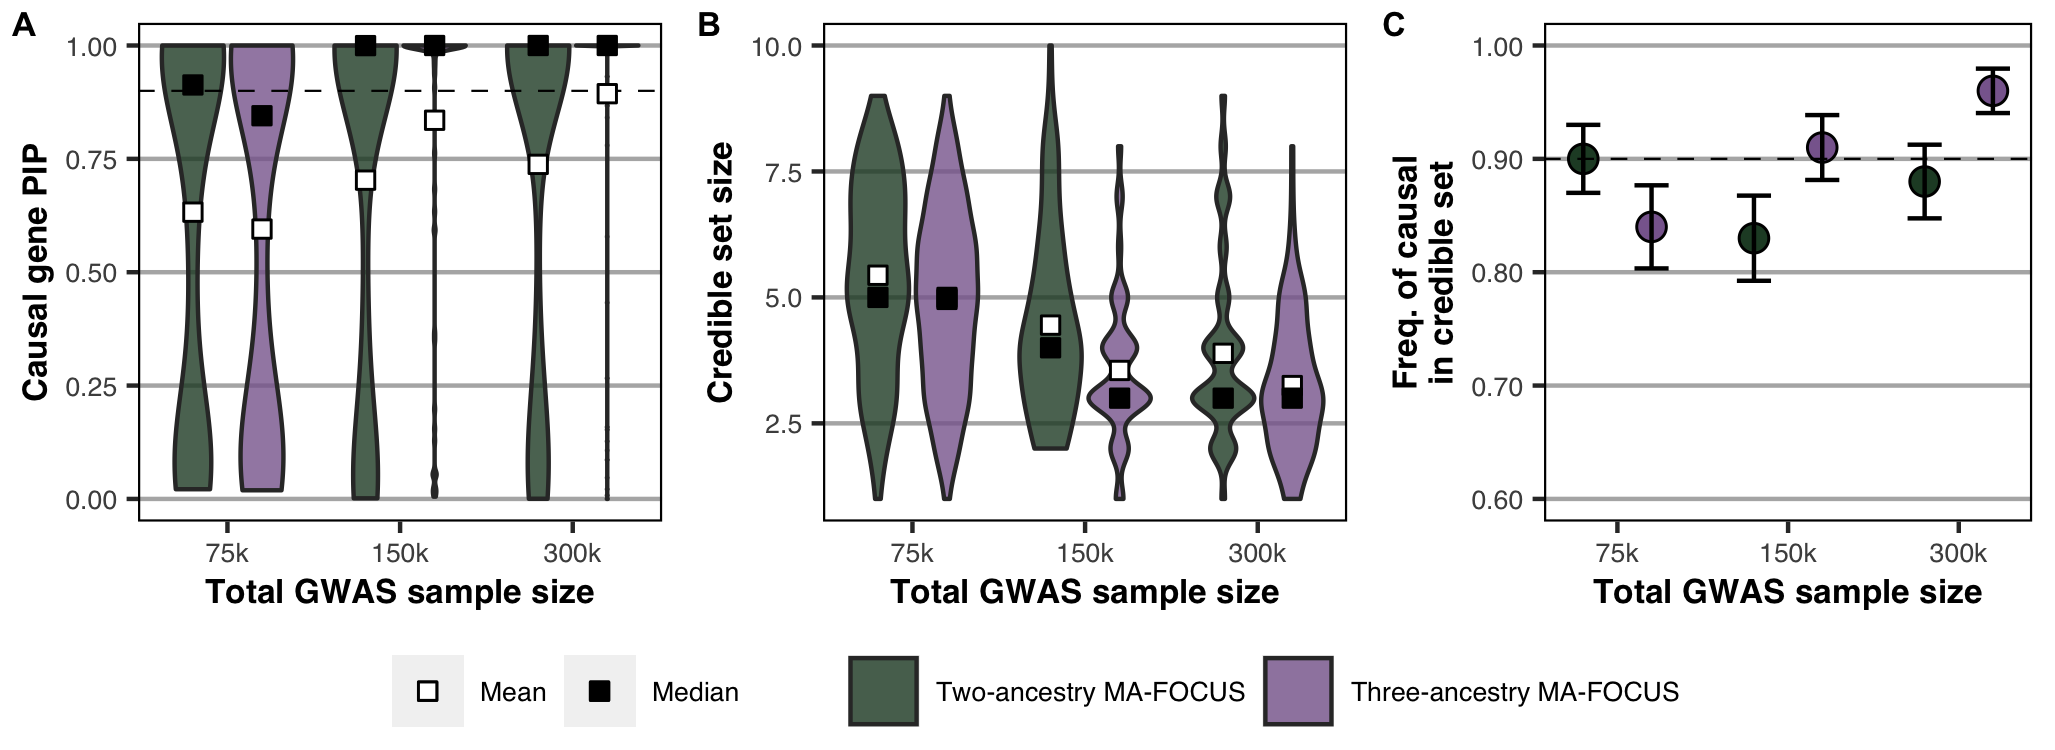 A
1.00
0.75
0.50
0.25
0.00
Causal gene PIP
75k
150k
300k
Total GWAS sample size
B
10.0
7.5
5.0
2.5
Credible set size
75k
150k
300k
Total GWAS sample size
C
1.00
0.90
0.80
0.70
0.60
Freq. of causal
in credible set
75k
150k
300k
Total GWAS sample size
Mean
Median
Two-ancestry MA-FOCUS
Three-ancestry MA-FOCUS